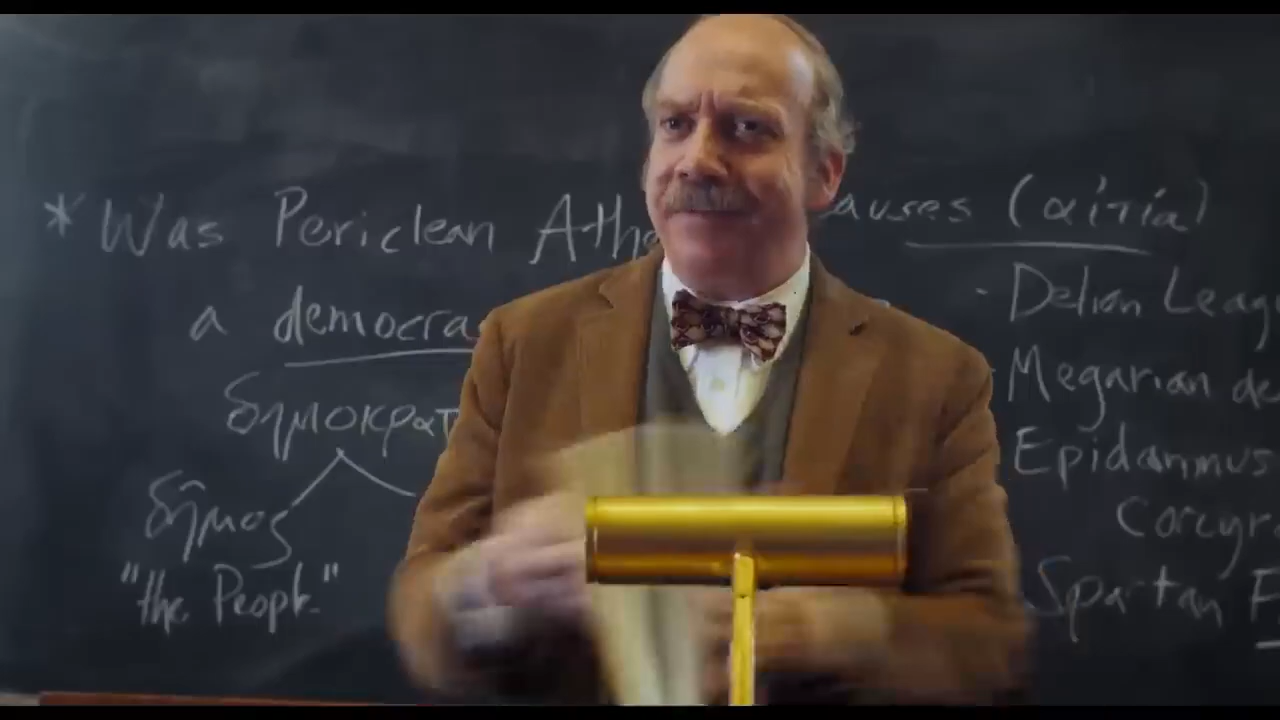 * Was Periclean Athe
a democra
δημοκρατ
δῆμος
"the People"
auses (αἰτία)
- Delian Leag
- Megarian de
Epidamnus
Corcyr
Spartan F